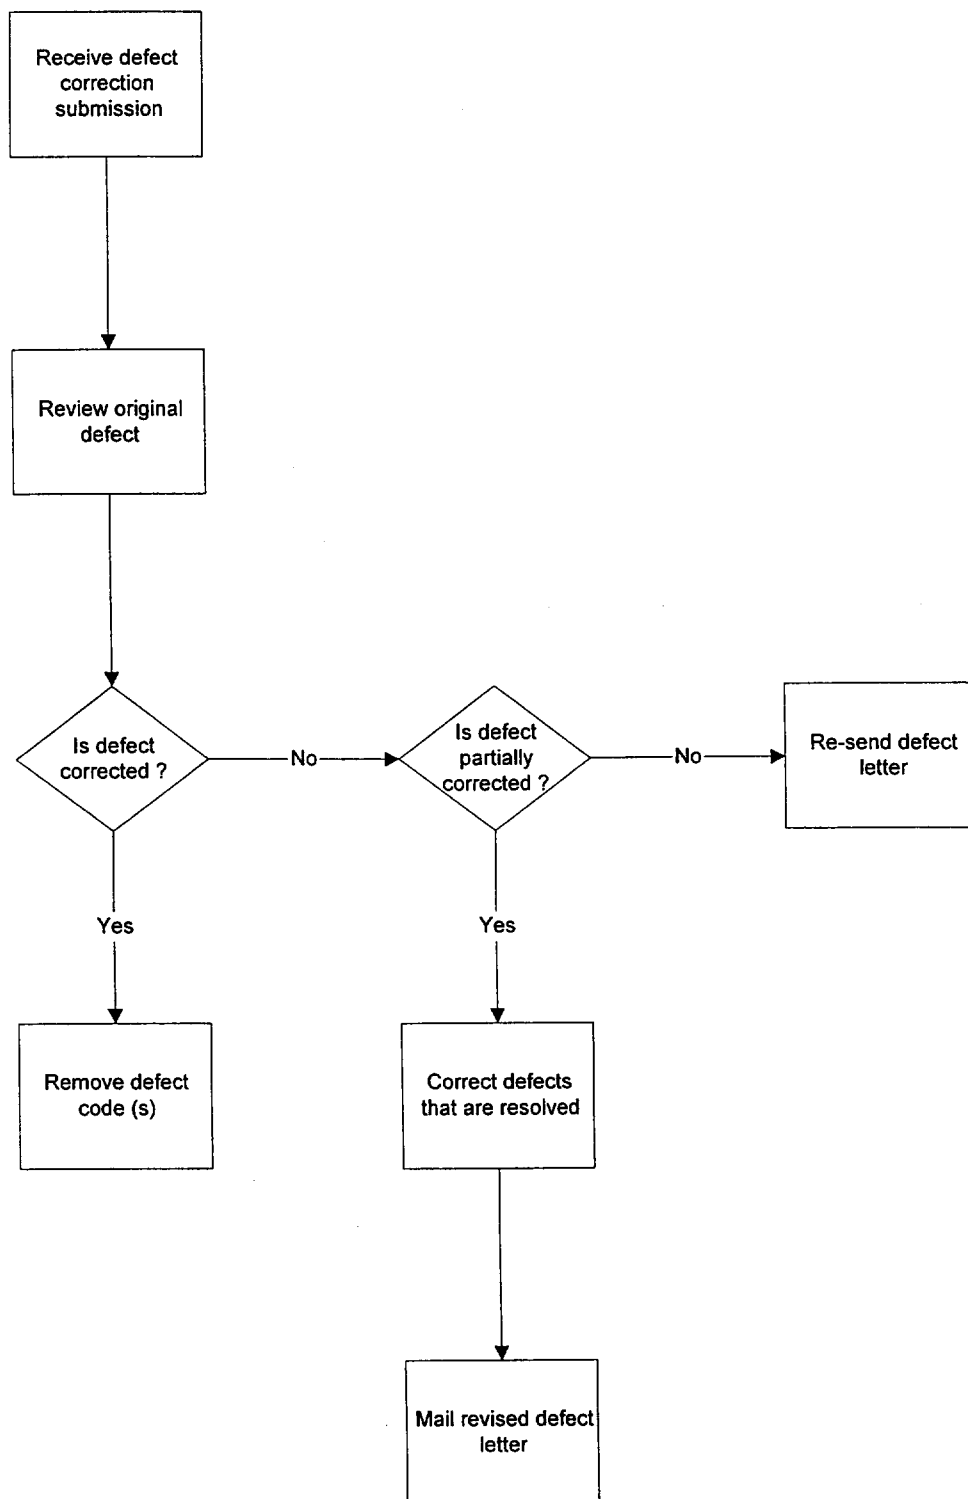 Receive defect
correction
submission
Review original
defect
Is defect
corrected ?
No
Is defect
partially
corrected ?
No
Re-send defect
letter
Yes
Yes
Remove defect
code (s)
Correct defects
that are resolved
Mail revised defect
letter